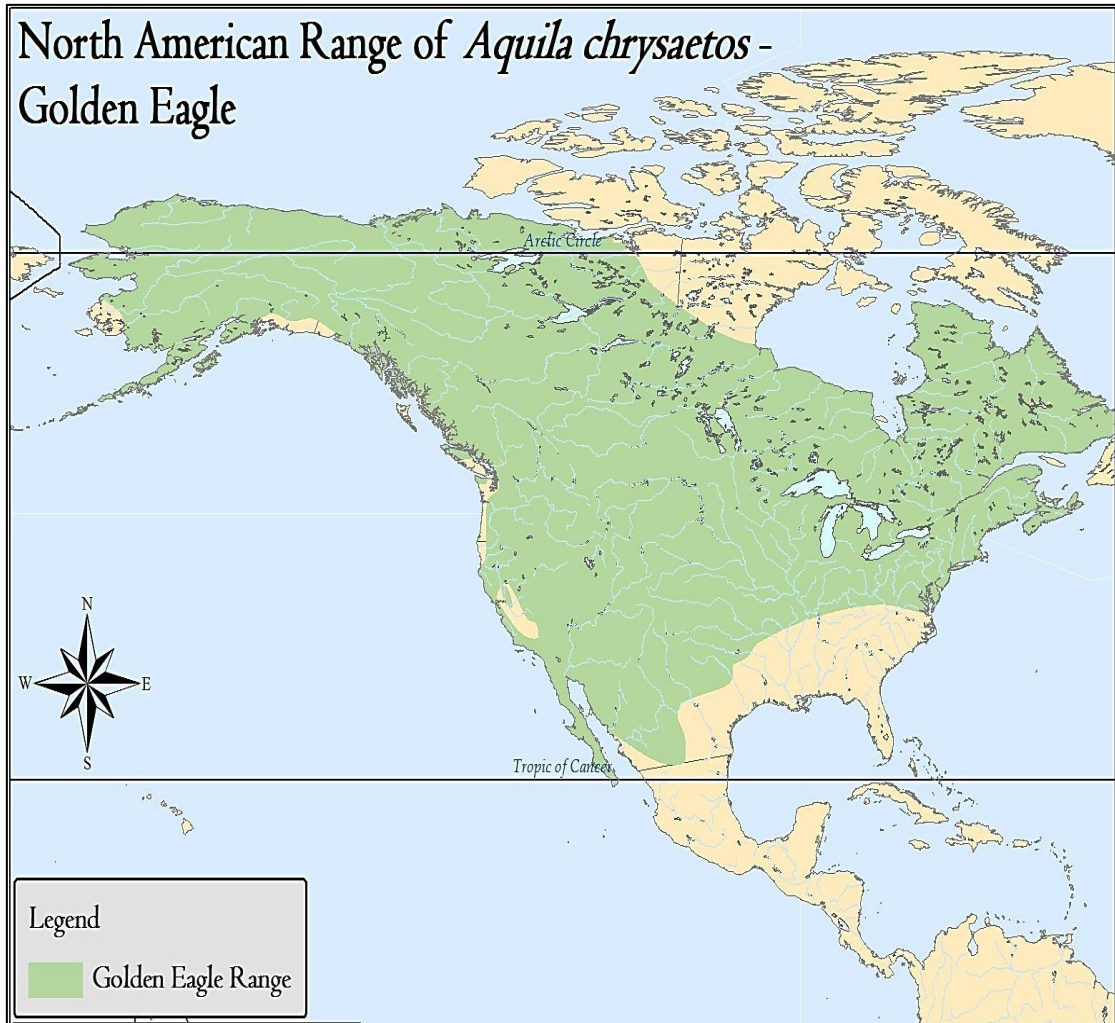 North American Range of Aquila chrysaetos -
Golden Eagle
Arctic Circle
N
W E
S
Tropic of Cancer
Legend
Golden Eagle Range